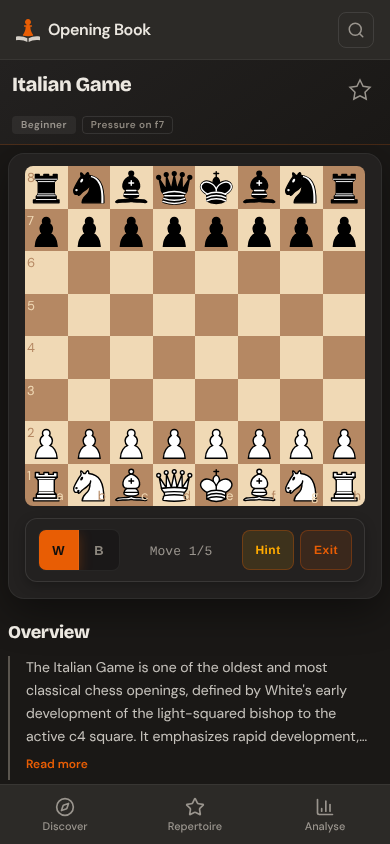 Opening Book
Italian Game
Beginner
Pressure on f7
8
7
6
5
4
3
2
1
a b c d e f g h
W B Move 1/5 Hint Exit
Overview
The Italian Game is one of the oldest and most
classical chess openings, defined by White's early
development of the light-squared bishop to the
active c4 square. It emphasizes rapid development,...
Read more
Discover Repertoire Analyse